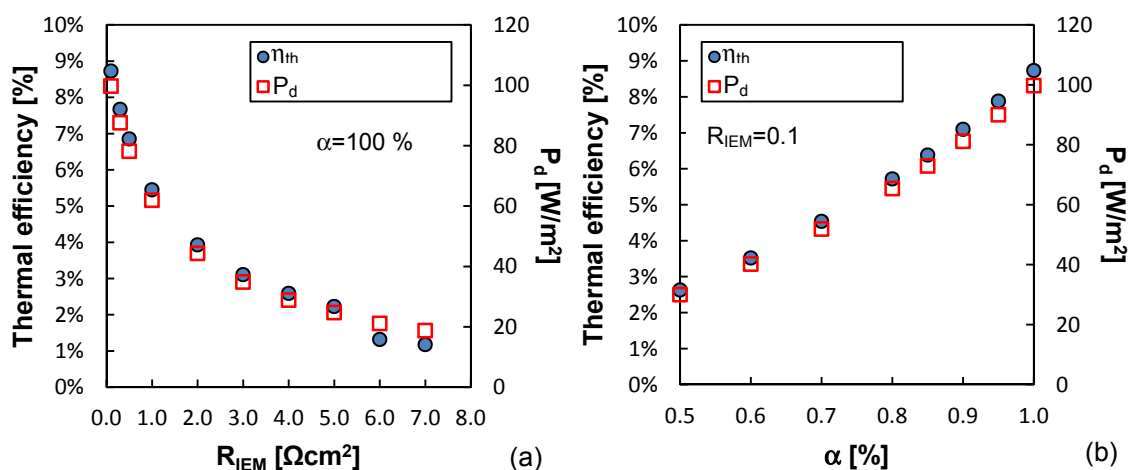 Thermal efficiency [%]
10%
9%
8%
7%
6%
5%
4%
3%
2%
1%
0%
ηth
Pd
α=100 %
120
100
80
60
40
20
0
Pd [W/m2]
0.0 1.0 2.0 3.0 4.0 5.0 6.0 7.0 8.0
RIEM [Ωcm2]
(a)
Thermal efficiency [%]
10%
9%
8%
7%
6%
5%
4%
3%
2%
1%
0%
ηth
Pd
RIEM=0.1
120
100
80
60
40
20
0
Pd [W/m2]
0.5 0.6 0.7 0.8 0.9 1.0
α [%]
(b)